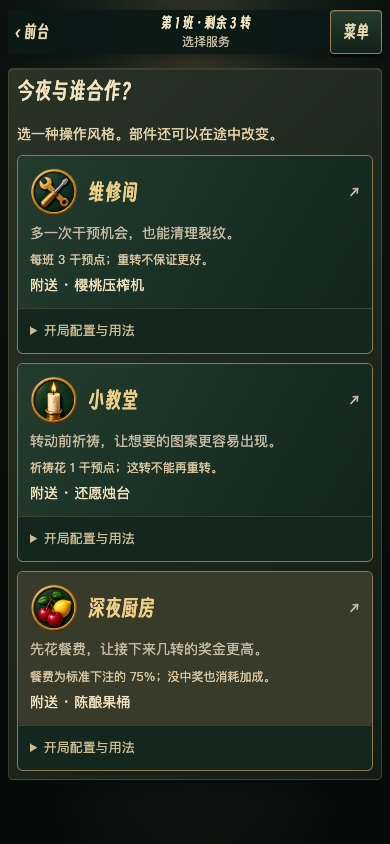 ‹ 前台
第 1 班 · 剩余 3 转
选择服务
菜单
今夜与谁合作？
选一种操作风格。部件还可以在途中改变。
维修间
↗
多一次干预机会，也能清理裂纹。
每班 3 干预点；重转不保证更好。
附送 · 樱桃压榨机
▶ 开局配置与用法
小教堂
↗
转动前祈祷，让想要的图案更容易出现。
祈祷花 1 干预点；这转不能再重转。
附送 · 还愿烛台
▶ 开局配置与用法
深夜厨房
↗
先花餐费，让接下来几转的奖金更高。
餐费为标准下注的 75%；没中奖也消耗加成。
附送 · 陈酿果桶
▶ 开局配置与用法